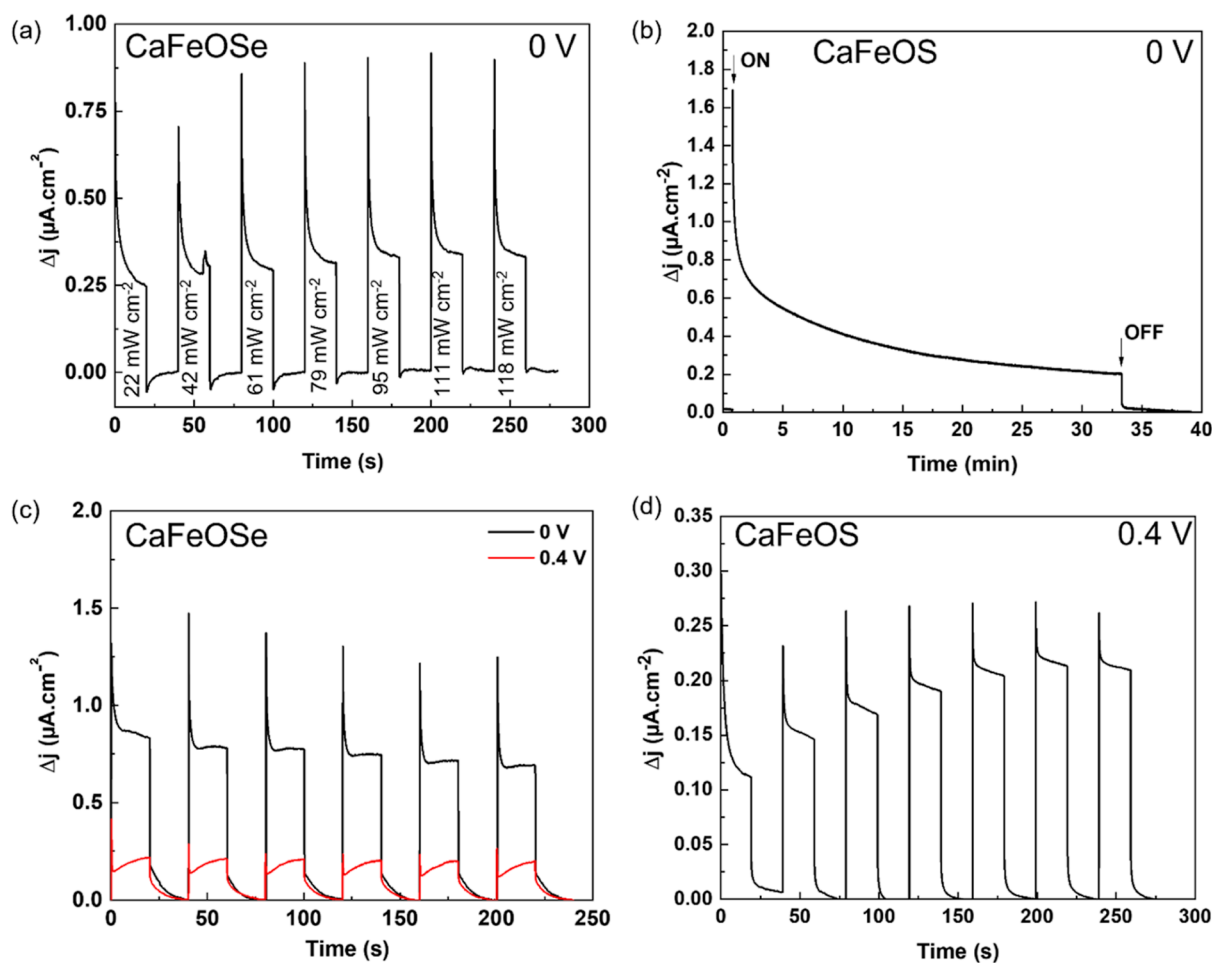 (a)
CaFeOSe
0 V
Δj (µA.cm⁻²)
1.00
0.75
0.50
0.25
0.00
22 mW cm⁻²
42 mW cm⁻²
61 mW cm⁻²
79 mW cm⁻²
95 mW cm⁻²
111 mW cm⁻²
118 mW cm⁻²
0 50 100 150 200 250 300
Time (s)
(b)
CaFeOS
0 V
ON
OFF
Δj (µA.cm⁻²)
2.0
1.8
1.6
1.4
1.2
1.0
0.8
0.6
0.4
0.2
0.0
0 5 10 15 20 25 30 35 40
Time (min)
(c)
CaFeOSe
0 V
0.4 V
Δj (µA.cm⁻²)
2.0
1.5
1.0
0.5
0.0
0 50 100 150 200 250
Time (s)
(d)
CaFeOS
0.4 V
Δj (µA.cm⁻²)
0.35
0.30
0.25
0.20
0.15
0.10
0.05
0.00
0 50 100 150 200 250 300
Time (s)